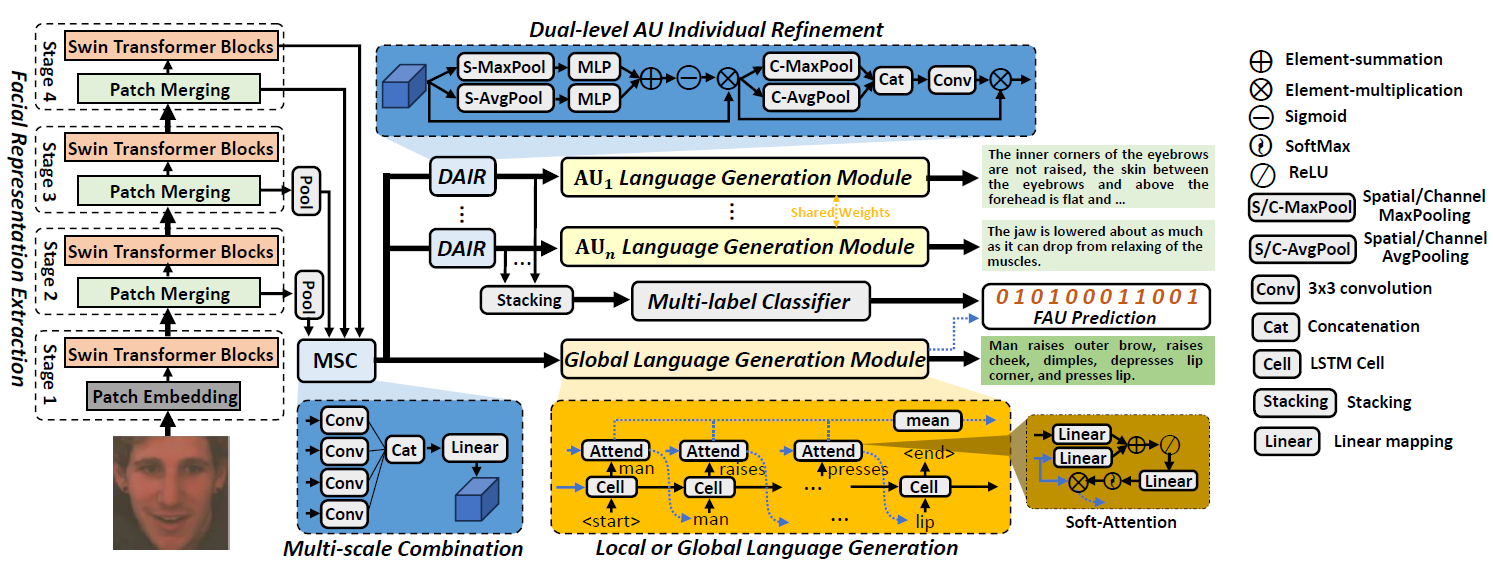 Facial Representation Extraction
Stage 4
Swin Transformer Blocks
Patch Merging
Stage 3
Swin Transformer Blocks
Patch Merging
Pool
Stage 2
Swin Transformer Blocks
Patch Merging
Pool
Stage 1
Swin Transformer Blocks
Patch Embedding
MSC
Conv
Conv
Conv
Conv
Cat
Linear
Multi-scale Combination
Dual-level AU Individual Refinement
S-MaxPool
MLP
S-AvgPool
MLP
C-MaxPool
C-AvgPool
Cat
Conv
DAIR
AU1 Language Generation Module
The inner corners of the eyebrows
are not raised, the skin between
the eyebrows and above the
forehead is flat and ...
...
...
Shared Weights
DAIR
AUn Language Generation Module
The jaw is lowered about as much
as it can drop from relaxing of the
muscles.
...
Stacking
Multi-label Classifier
0 1 0 1 0 0 0 1 1 0 0 1
FAU Prediction
Global Language Generation Module
Man raises outer brow, raises
cheek, dimples, depresses lip
corner, and presses lip.
mean
Attend
Attend
Attend
<end>
man
raises
presses
Cell
Cell
...
Cell
<start>
man
...
lip
Local or Global Language Generation
Linear
Linear
Linear
Soft-Attention
Element-summation
Element-multiplication
Sigmoid
SoftMax
ReLU
S/C-MaxPool
Spatial/Channel
MaxPooling
S/C-AvgPool
Spatial/Channel
AvgPooling
Conv
3x3 convolution
Cat
Concatenation
Cell
LSTM Cell
Stacking
Stacking
Linear
Linear mapping